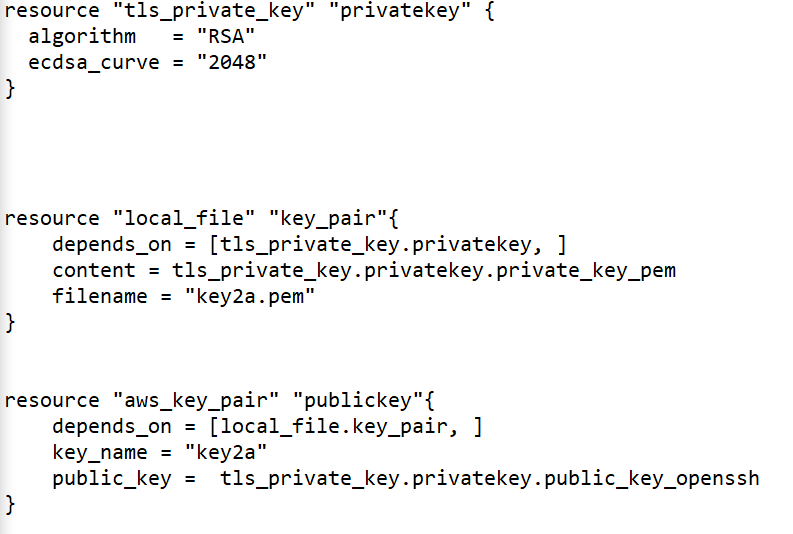 resource "tls_private_key" "privatekey" {
  algorithm   = "RSA"
  ecdsa_curve = "2048"
}
resource "local_file" "key_pair"{
    depends_on = [tls_private_key.privatekey, ]
    content = tls_private_key.privatekey.private_key_pem
    filename = "key2a.pem"
}
resource "aws_key_pair" "publickey"{
    depends_on = [local_file.key_pair, ]
    key_name = "key2a"
    public_key =  tls_private_key.privatekey.public_key_openssh
}